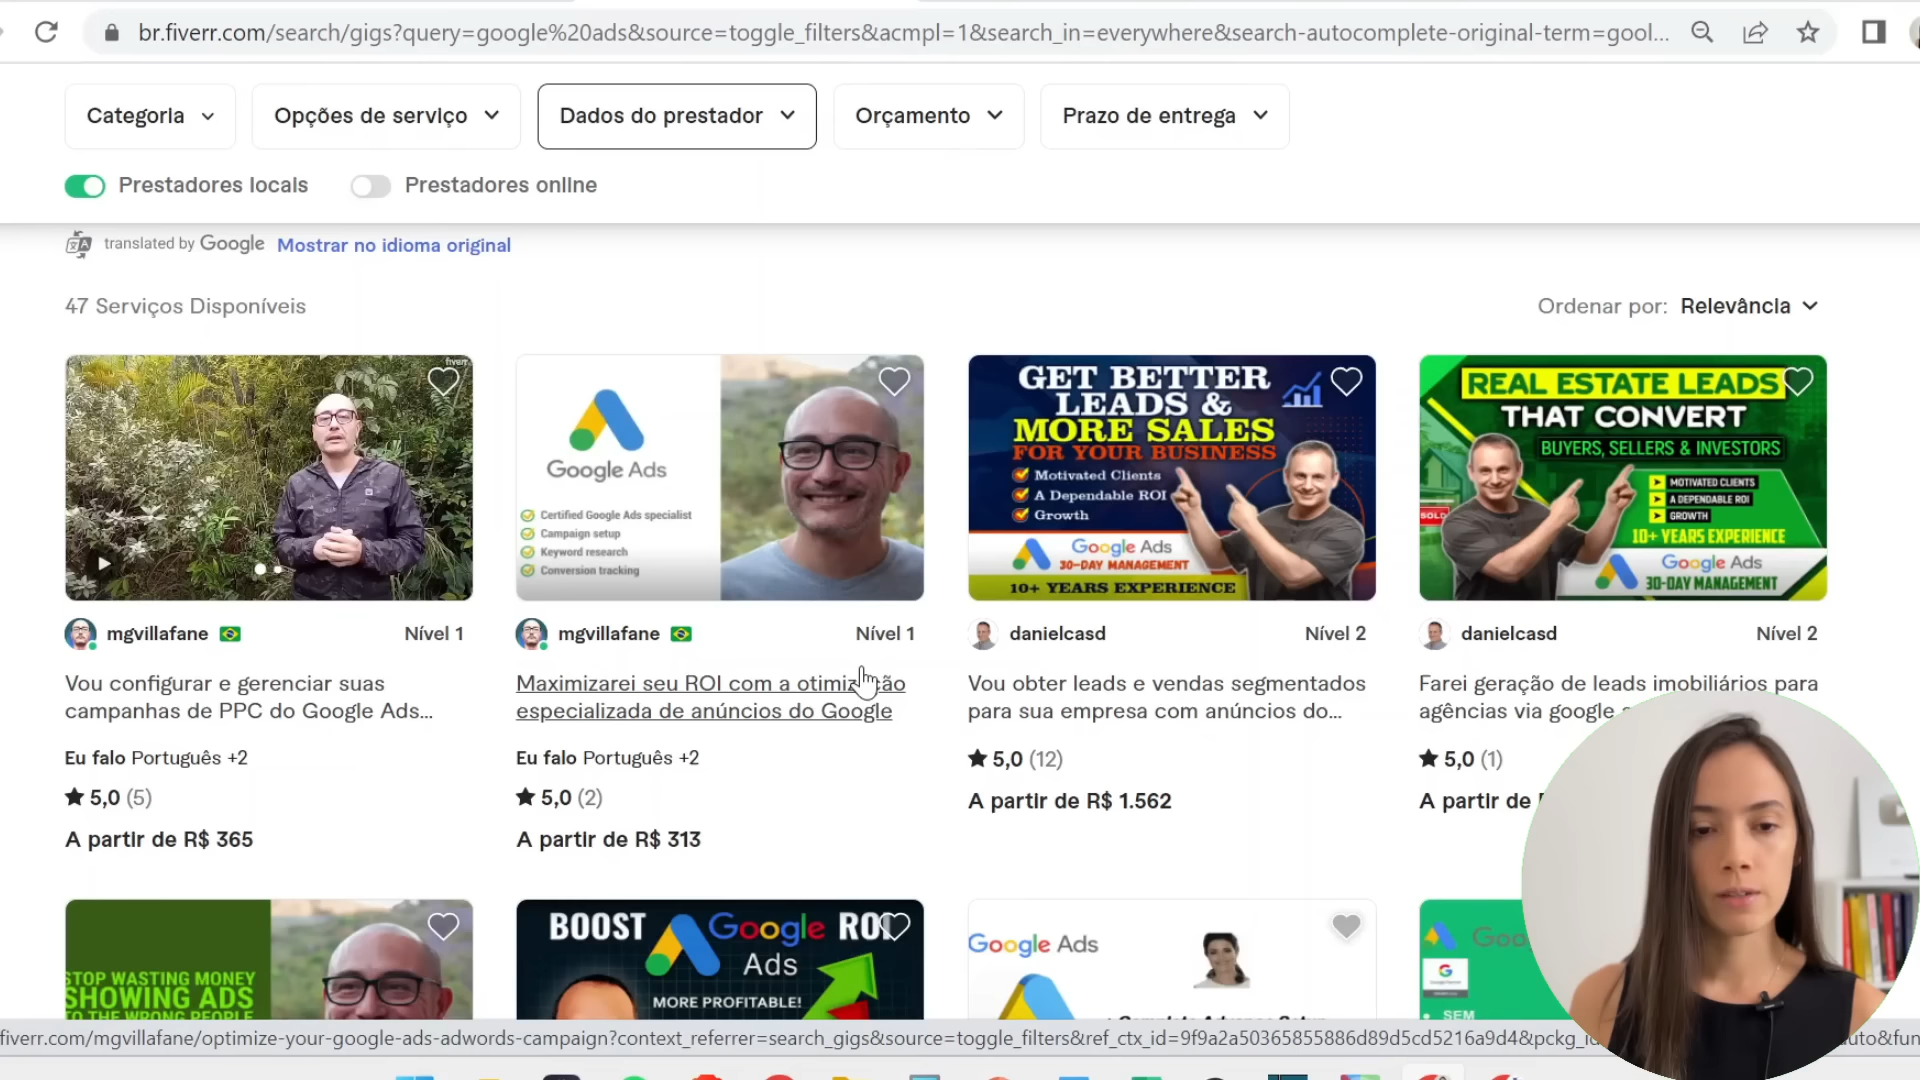 br.fiverr.com/search/gigs?query=google%20ads&source=toggle_filters&acmpl=1&search_in=everywhere&search-autocomplete-original-term=gool...
Categoria
Opções de serviço
Dados do prestador
Orçamento
Prazo de entrega
Prestadores locais
Prestadores online
translated by Google Mostrar no idioma original
47 Serviços Disponíveis
Ordenar por: Relevância
fiverr
Google Ads
Certified Google Ads specialist
Campaign setup
Keyword research
Conversion tracking
GET BETTER
LEADS &
MORE SALES
FOR YOUR BUSINESS
Motivated Clients
A Dependable ROI
Growth
Google Ads
30-DAY MANAGEMENT
10+ YEARS EXPERIENCE
REAL ESTATE LEADS
THAT CONVERT
BUYERS, SELLERS & INVESTORS
MOTIVATED CLIENTS
A DEPENDABLE ROI
GROWTH
SOLD
10+ YEARS EXPERIENCE
Google Ads
30-DAY MANAGEMENT
mgvillafane
Nível 1
mgvillafane
Nível 1
danielcasd
Nível 2
danielcasd
Nível 2
Vou configurar e gerenciar suas
campanhas de PPC do Google Ads...
Maximizarei seu ROI com a otimização
especializada de anúncios do Google
Vou obter leads e vendas segmentados
para sua empresa com anúncios do...
Farei geração de leads imobiliários para
agências via google
Eu falo Português +2
Eu falo Português +2
5,0 (12)
5,0 (1)
5,0 (5)
5,0 (2)
A partir de R$ 1.562
A partir de
A partir de R$ 365
A partir de R$ 313
STOP WASTING MONEY
SHOWING ADS
TO THE WRONG PEOPLE
BOOST Google ROI
Ads
MORE PROFITABLE!
Google Ads
Goo
SEM
fiverr.com/mgvillafane/optimize-your-google-ads-adwords-campaign?context_referrer=search_gigs&source=toggle_filters&ref_ctx_id=9f9a2a50365855886d89d5cd5216a9d4&pckg_id
auto&fun